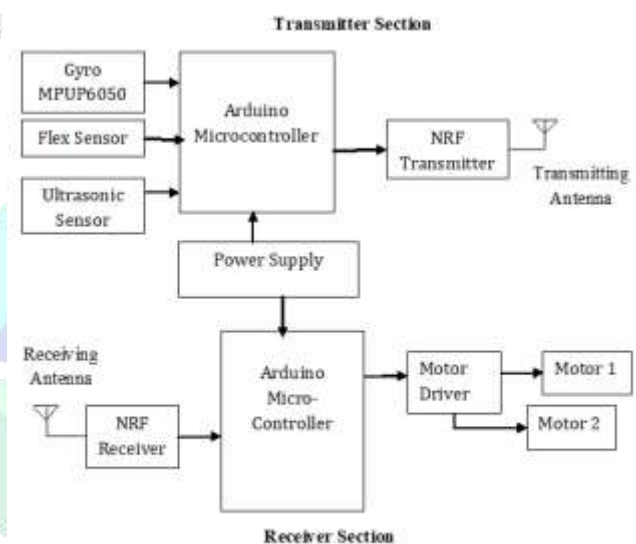 Transmitter Section
Gyro
MPUP6050
Flex Sensor
Ultrasonic
Sensor
Arduino
Microcontroller
NRF
Transmitter
Transmitting
Antenna
Power Supply
Receiving
Antenna
NRF
Receiver
Arduino
Micro-
Controller
Motor
Driver
Motor 1
Motor 2
Receiver Section